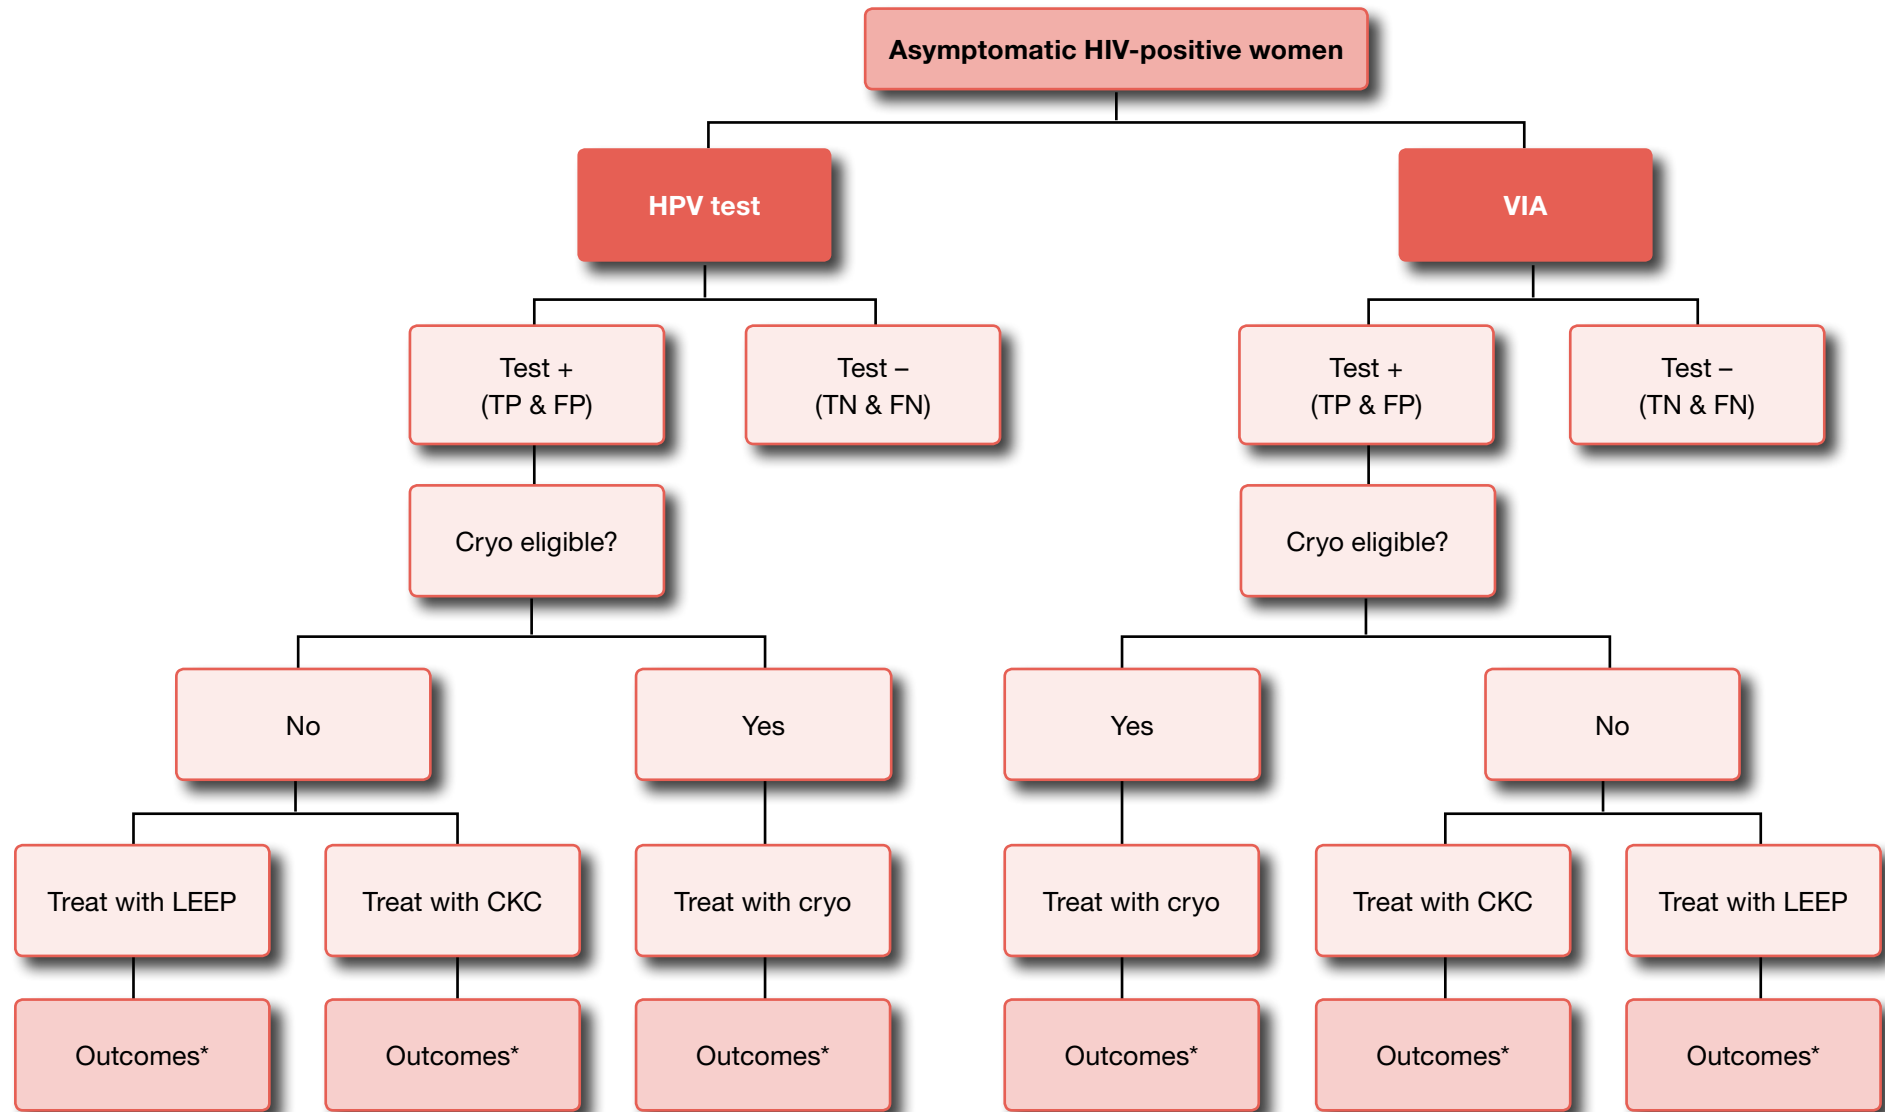 Asymptomatic HIV-positive women
HPV test
VIA
Test +
(TP & FP)
Test –
(TN & FN)
Test +
(TP & FP)
Test –
(TN & FN)
Cryo eligible?
Cryo eligible?
No
Yes
Yes
No
Treat with LEEP
Treat with CKC
Treat with cryo
Treat with cryo
Treat with CKC
Treat with LEEP
Outcomes*
Outcomes*
Outcomes*
Outcomes*
Outcomes*
Outcomes*